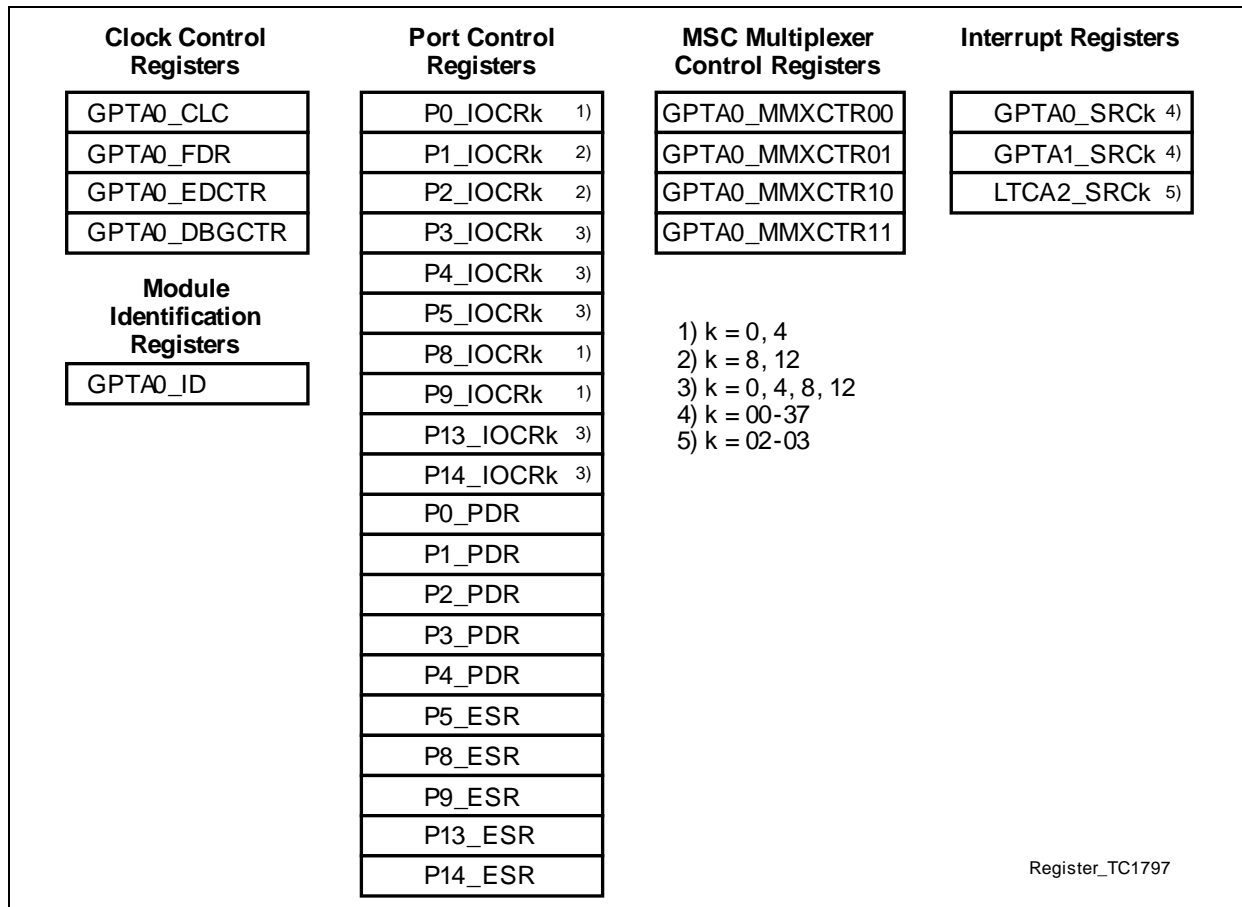 Clock Control
Registers
GPTA0_CLC
GPTA0_FDR
GPTA0_EDCTR
GPTA0_DBGCTR
Module
Identification
Registers
GPTA0_ID
Port Control
Registers
P0_IOCRk 1)
P1_IOCRk 2)
P2_IOCRk 2)
P3_IOCRk 3)
P4_IOCRk 3)
P5_IOCRk 3)
P8_IOCRk 1)
P9_IOCRk 1)
P13_IOCRk 3)
P14_IOCRk 3)
P0_PDR
P1_PDR
P2_PDR
P3_PDR
P4_PDR
P5_ESR
P8_ESR
P9_ESR
P13_ESR
P14_ESR
MSC Multiplexer
Control Registers
GPTA0_MMXCTR00
GPTA0_MMXCTR01
GPTA0_MMXCTR10
GPTA0_MMXCTR11
1) k = 0, 4
2) k = 8, 12
3) k = 0, 4, 8, 12
4) k = 00-37
5) k = 02-03
Interrupt Registers
GPTA0_SRCk 4)
GPTA1_SRCk 4)
LTCA2_SRCk 5)
Register_TC1797